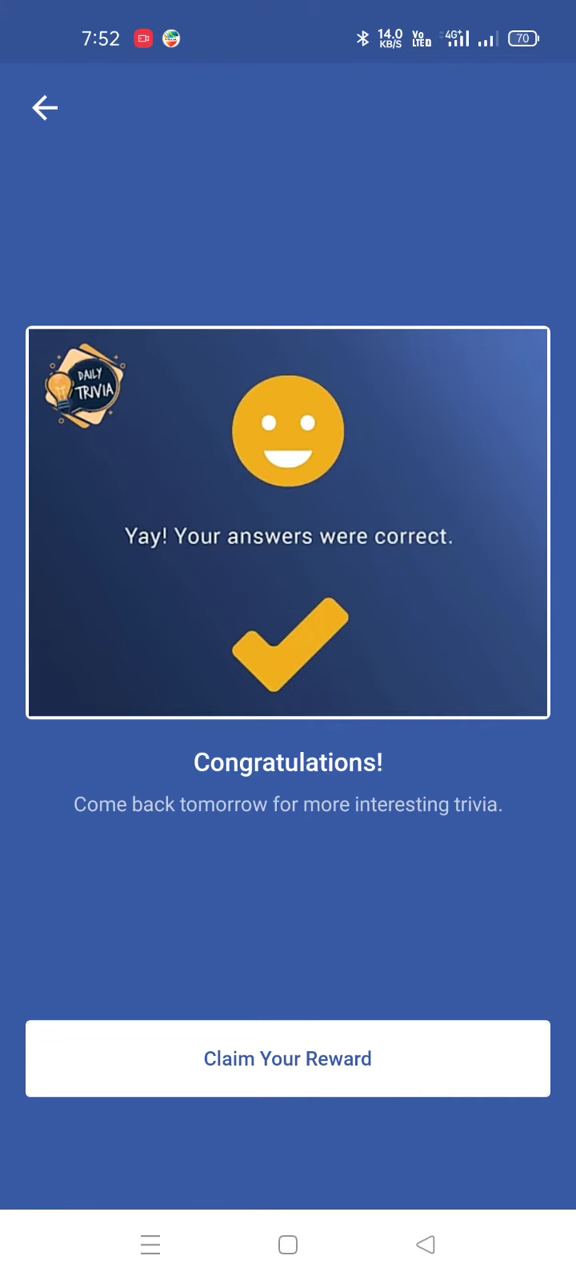 7:52
14.0
KB/S
Vo
LTED
4G+
70
DAILY
TRIVIA
Yay! Your answers were correct.
Congratulations!
Come back tomorrow for more interesting trivia.
Claim Your Reward